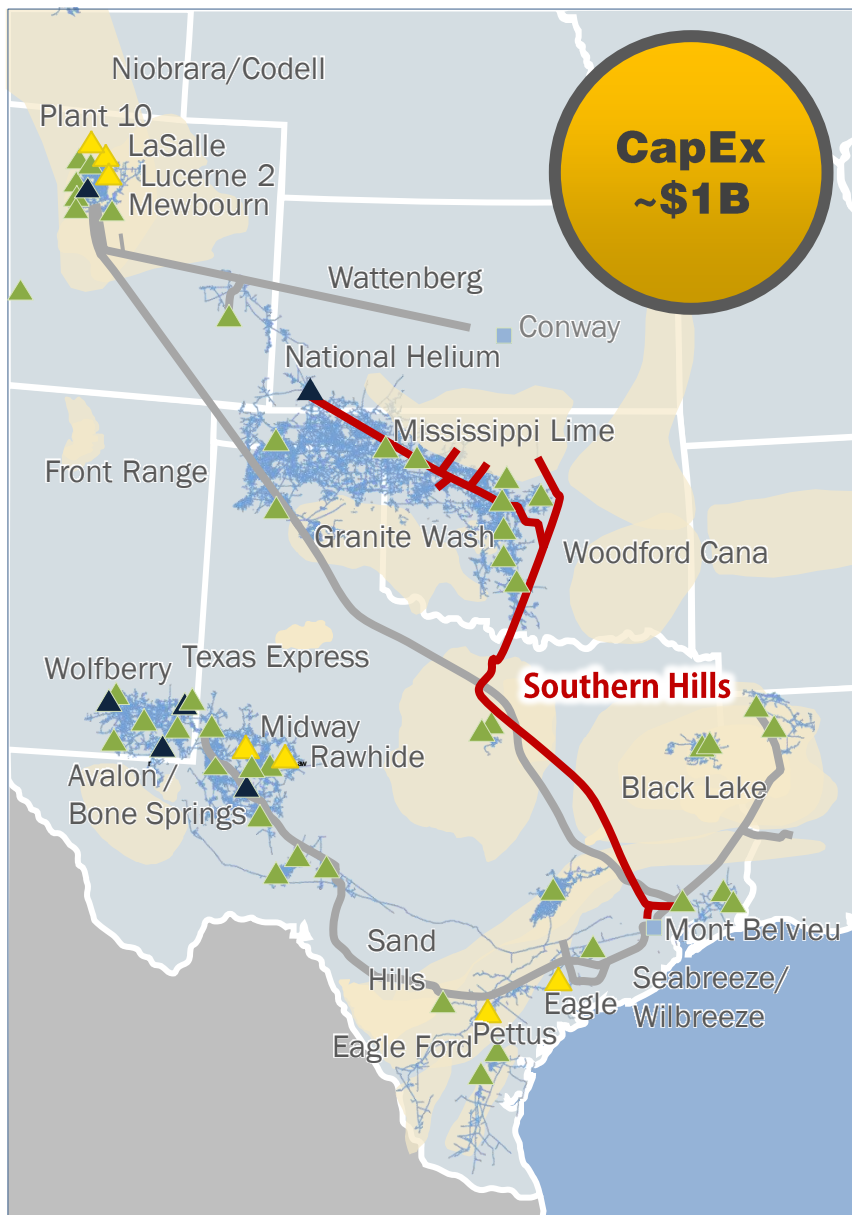 Niobrara/Codell
Plant 10
LaSalle
Lucerne 2
Mewbourn
CapEx
~$1B
Wattenberg
Conway
National Helium
Mississippi Lime
Front Range
Granite Wash
Woodford Cana
Texas Express
Wolfberry
Southern Hills
Midway
Rawhide
Avalon/
Bone Springs
Black Lake
Mont Belvieu
Sand
Hills
Seabreeze/
Wilbreeze
Eagle
Pettus
Eagle Ford